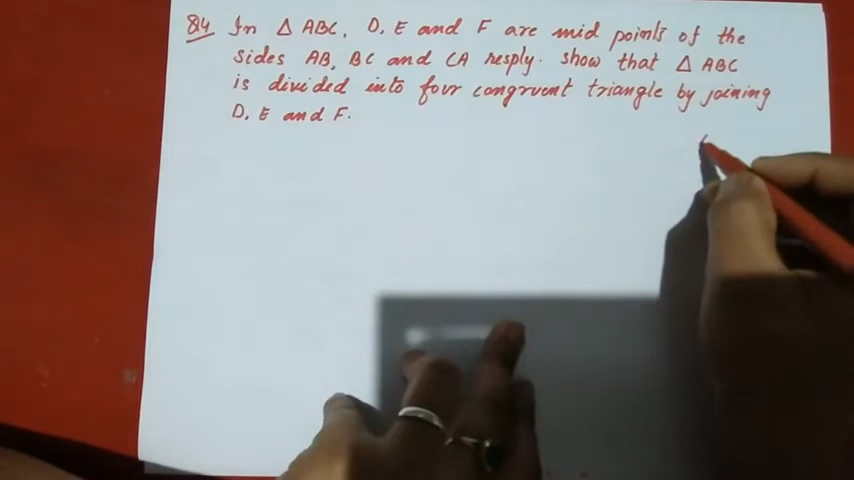 Q4 In △ ABC, D, E and F are mid points of the
sides AB, BC and CA resply. show that △ ABC
is divided into four congruent triangle by joining
D, E and F.